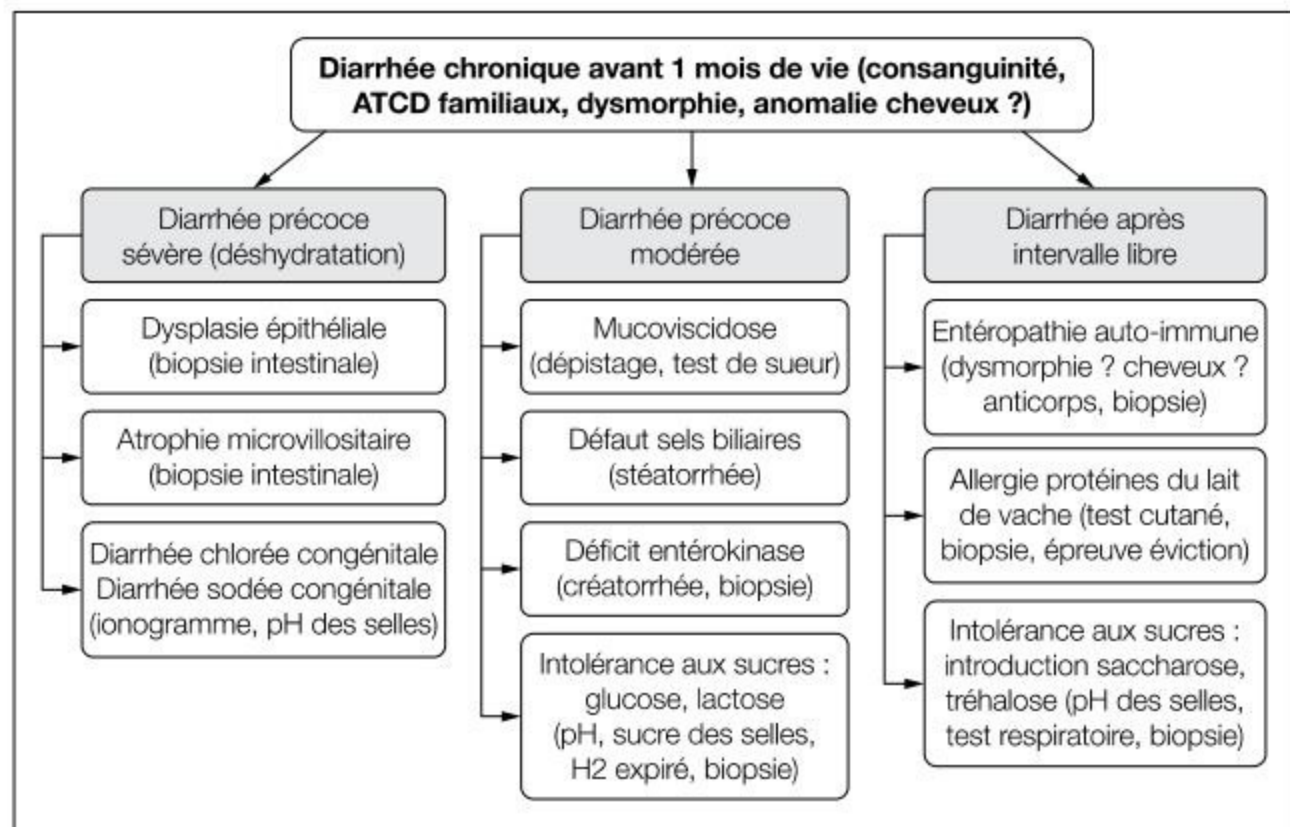 Diarrhée chronique avant 1 mois de vie (consanguinité,
ATCD familiaux, dysmorphie, anomalie cheveux ?)
Diarrhée précoce
sévère (déshydratation)
Dysplasie épithéliale
(biopsie intestinale)
Atrophie microvillositaire
(biopsie intestinale)
Diarrhée chlorée congénitale
Diarrhée sodée congénitale
(ionogramme, pH des selles)
Diarrhée précoce
modérée
Mucoviscidose
(dépistage, test de sueur)
Défaut sels biliaires
(stéatorrhée)
Déficit entérokinase
(créatorrhée, biopsie)
Intolérance aux sucres :
glucose, lactose
(pH, sucre des selles,
H2 expiré, biopsie)
Diarrhée après
intervalle libre
Entéropathie auto-immune
(dysmorphie ? cheveux ?
anticorps, biopsie)
Allergie protéines du lait
de vache (test cutané,
biopsie, épreuve éviction)
Intolérance aux sucres :
introduction saccharose,
tréhalose (pH des selles,
test respiratoire, biopsie)